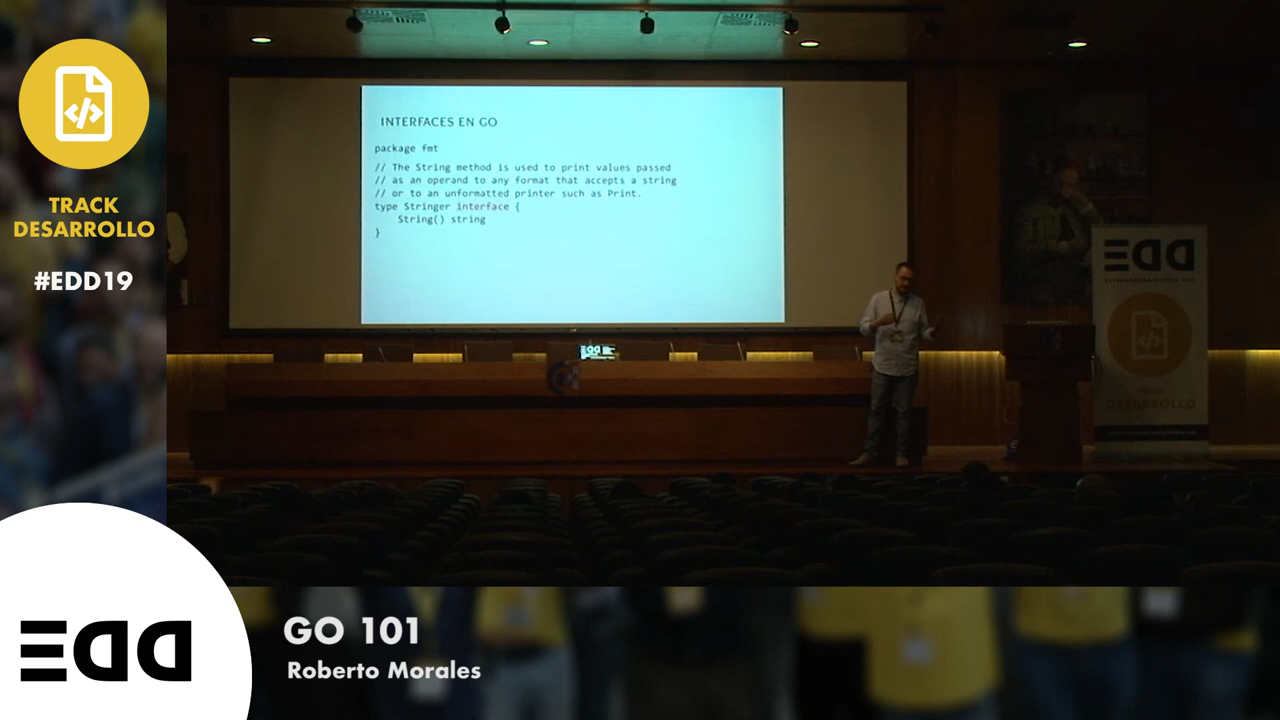 TRACK
DESARROLLO
#EDD19
INTERFACES EN GO
package fmt
// The String method is used to print values passed
// as an operand to any format that accepts a string
// or to an unformatted printer such as Print.
type Stringer interface {
String() string
}
EDD
DESARROLLO
EDD
EDD
GO 101
Roberto Morales